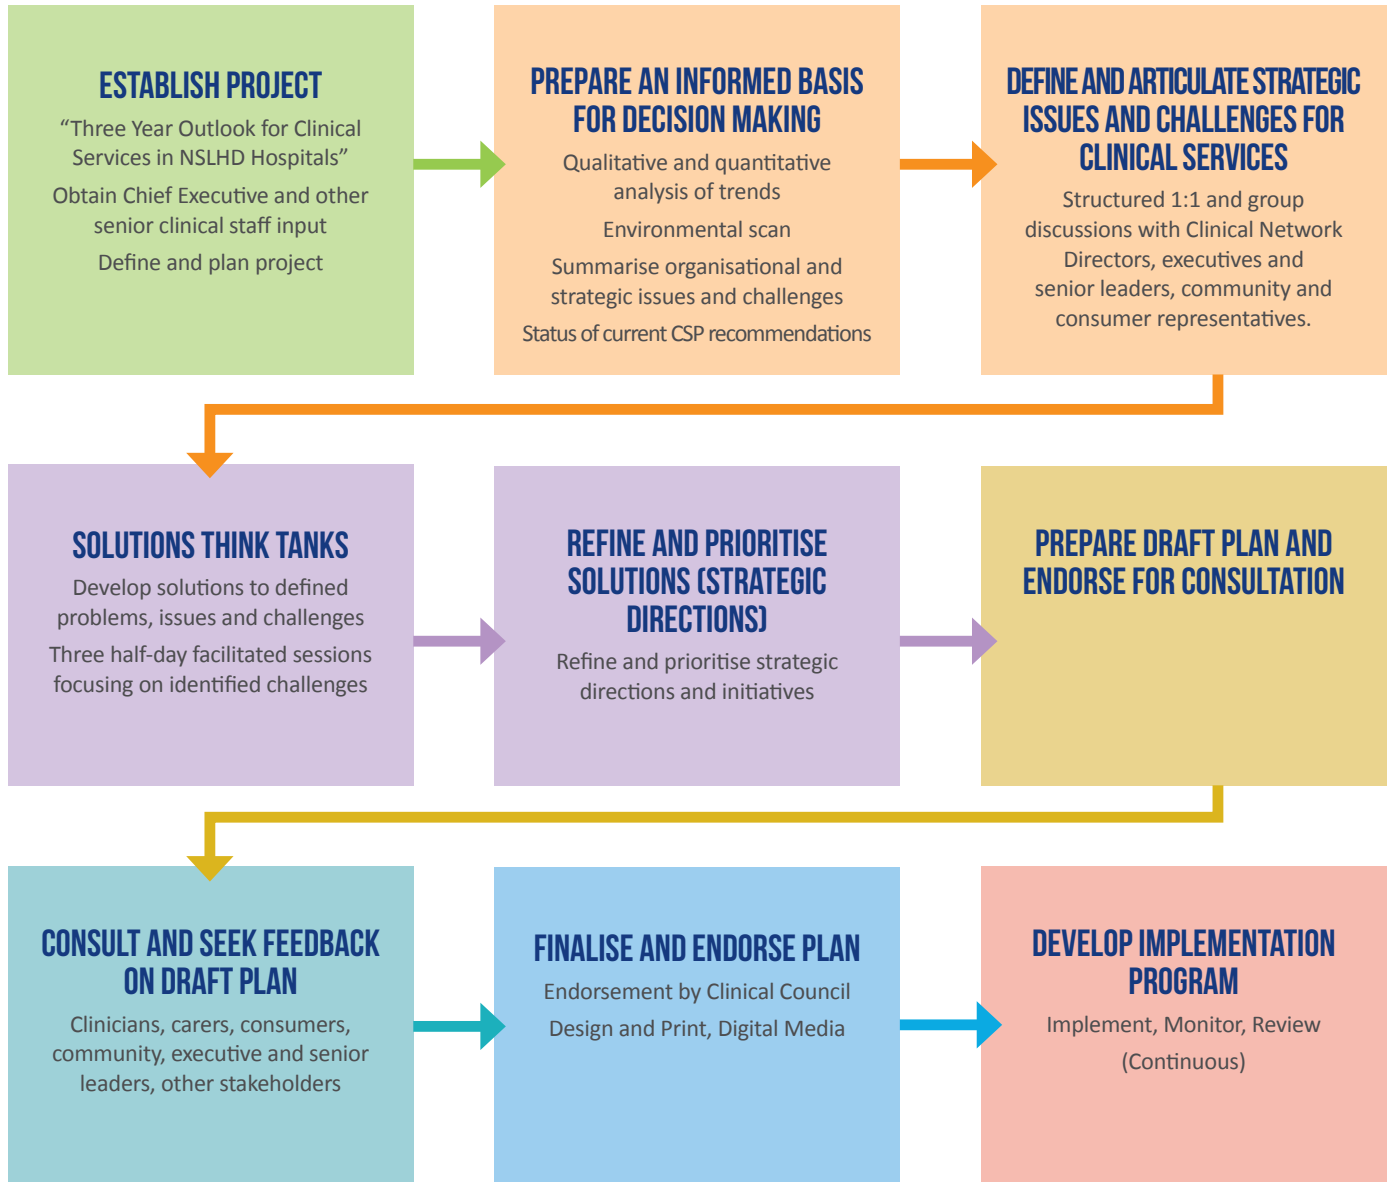 ESTABLISH PROJECT
“Three Year Outlook for Clinical
Services in NSLHD Hospitals”
Obtain Chief Executive and other
senior clinical staff input
Define and plan project
PREPARE AN INFORMED BASIS
FOR DECISION MAKING
Qualitative and quantitative
analysis of trends
Environmental scan
Summarise organisational and
strategic issues and challenges
Status of current CSP recommendations
DEFINE AND ARTICULATE STRATEGIC
ISSUES AND CHALLENGES FOR
CLINICAL SERVICES
Structured 1:1 and group
discussions with Clinical Network
Directors, executives and
senior leaders, community and
consumer representatives.
SOLUTIONS THINK TANKS
Develop solutions to defined
problems, issues and challenges
Three half-day facilitated sessions
focusing on identified challenges
REFINE AND PRIORITISE
SOLUTIONS (STRATEGIC
DIRECTIONS)
Refine and prioritise strategic
directions and initiatives
PREPARE DRAFT PLAN AND
ENDORSE FOR CONSULTATION
CONSULT AND SEEK FEEDBACK
ON DRAFT PLAN
Clinicians, carers, consumers,
community, executive and senior
leaders, other stakeholders
FINALISE AND ENDORSE PLAN
Endorsement by Clinical Council
Design and Print, Digital Media
DEVELOP IMPLEMENTATION
PROGRAM
Implement, Monitor, Review
(Continuous)